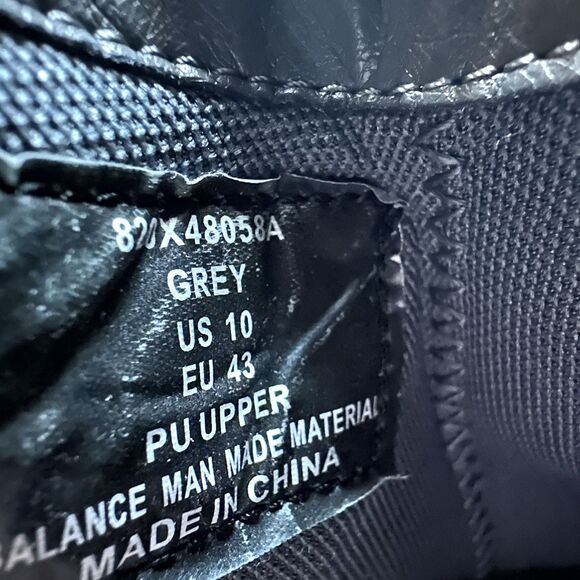 GREY
US 10
EU 43
PU UPPER
BALANCE MAN MADE MATERIAL
MADE IN CHINA